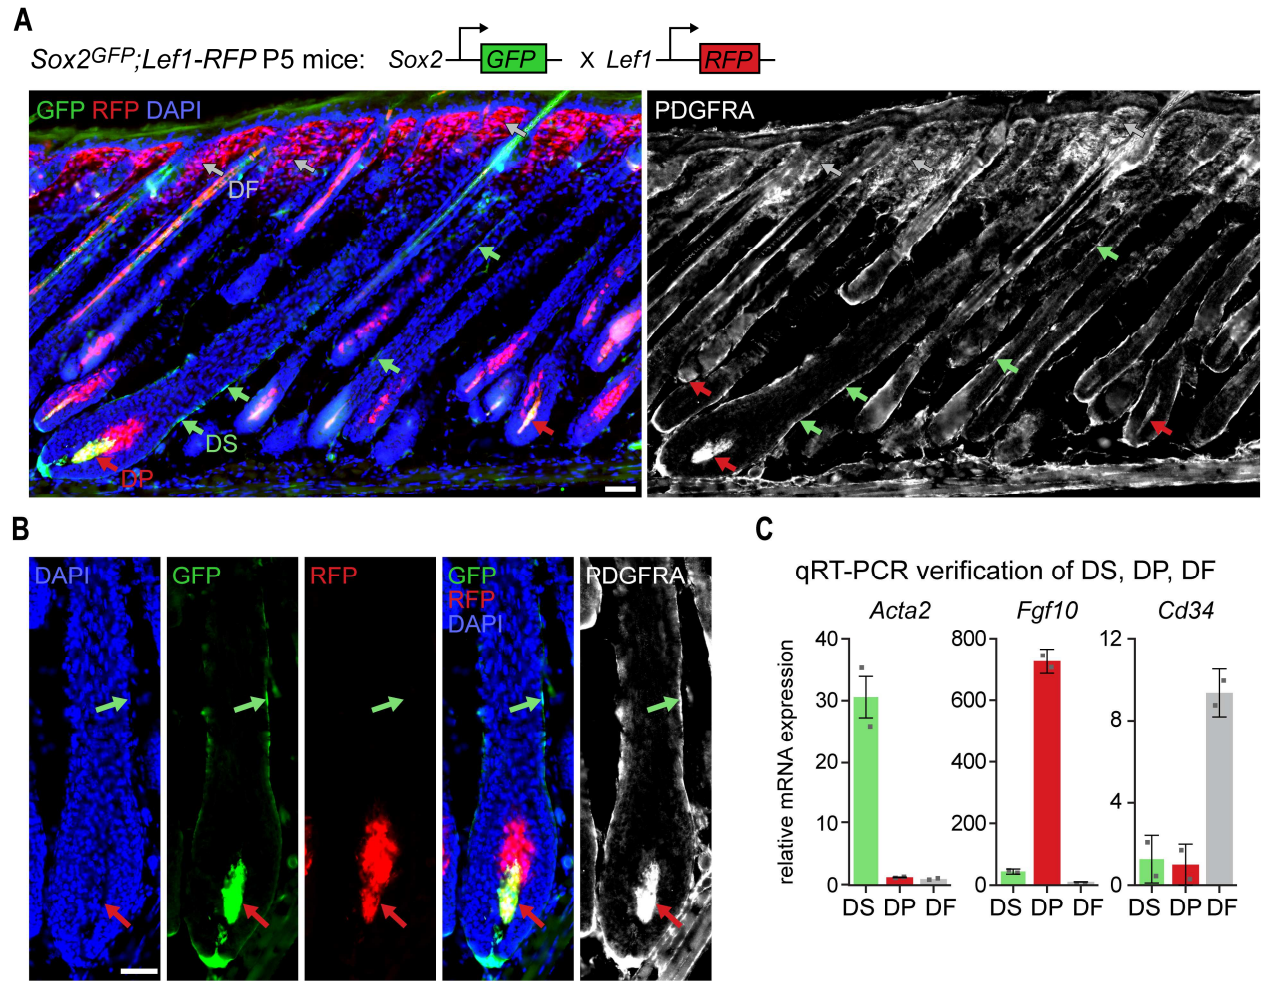 A
Sox2GFP;Lef1-RFP P5 mice: Sox2 GFP X Lef1 RFP
GFP RFP DAPI
DF
DS
DP
PDGFRA
B
DAPI
GFP
RFP
GFP
RFP
DAPI
PDGFRA
C
qRT-PCR verification of DS, DP, DF
relative mRNA expression
Acta2
40
30
20
10
0
DS DP DF
Fgf10
800
600
400
200
0
DS DP DF
Cd34
12
8
4
0
DS DP DF